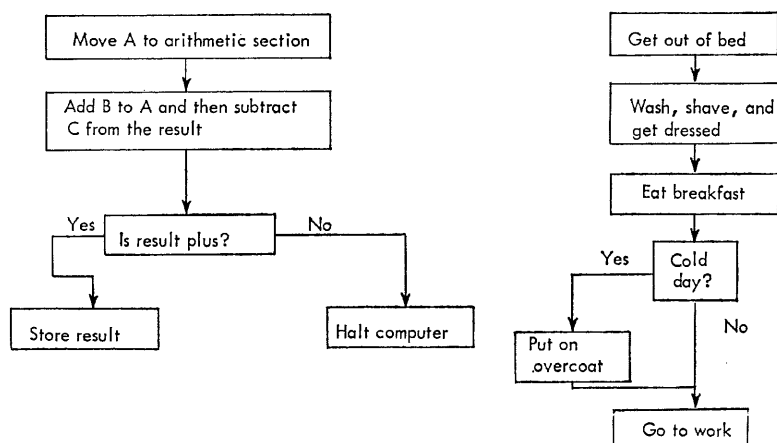 Move A to arithmetic section
Add B to A and then subtract
C from the result
Yes
Is result plus?
No
Store result
Halt computer
Get out of bed
Wash, shave, and
get dressed
Eat breakfast
Yes
Cold
day?
No
Put on
overcoat
Go to work